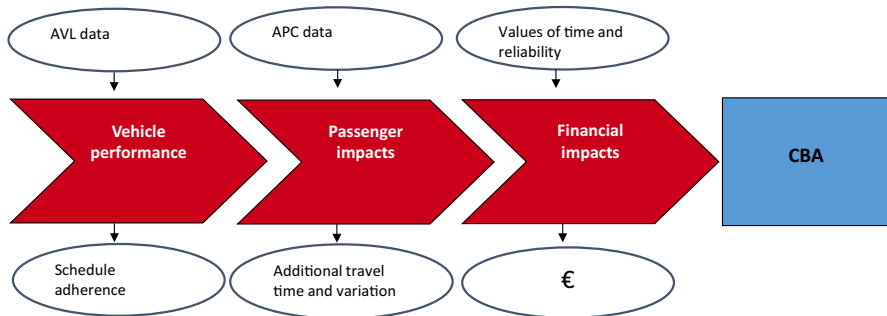 AVL data
APC data
Values of time and
reliability
Vehicle
performance
Passenger
impacts
Financial
impacts
CBA
Schedule
adherence
Additional travel
time and variation
€